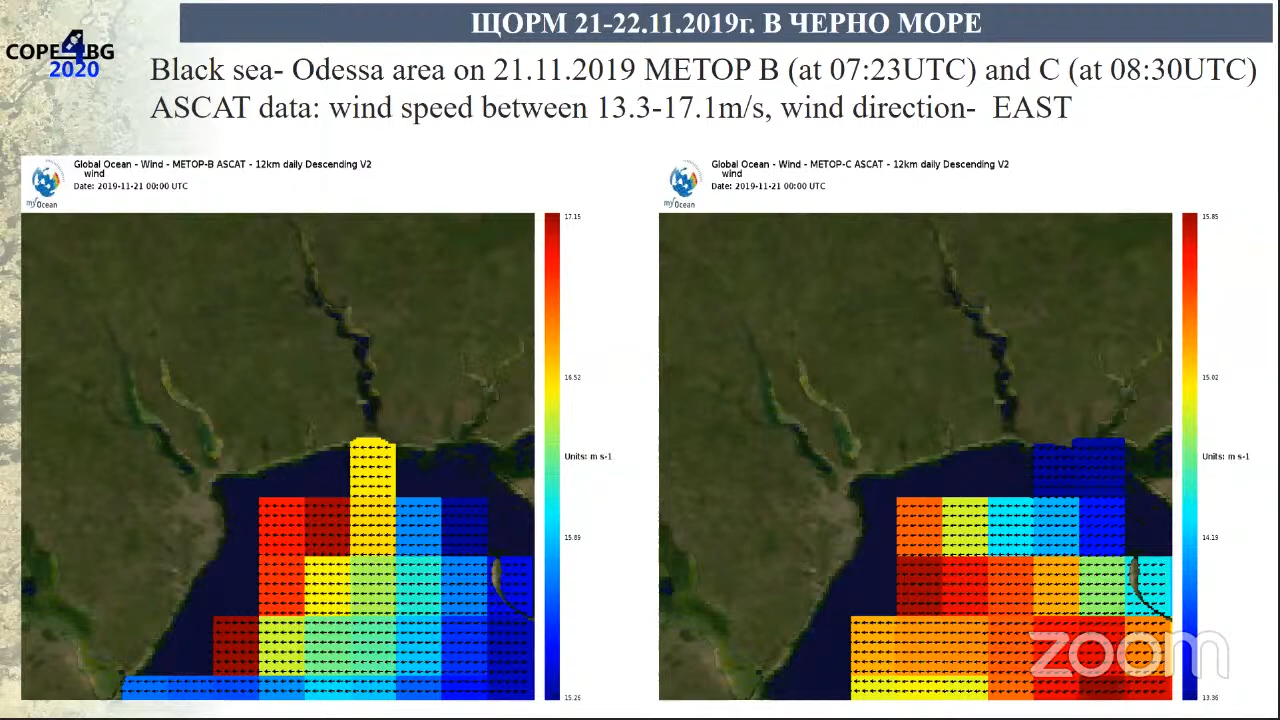 ЩОРМ 21-22.11.2019г. В ЧЕРНО МОРЕ
COPE4BG
2020
Black sea- Odessa area on 21.11.2019 METOP B (at 07:23UTC) and C (at 08:30UTC)
ASCAT data: wind speed between 13.3-17.1m/s, wind direction- EAST
Global Ocean - Wind - METOP-B ASCAT - 12km daily Descending V2
wind
Date: 2019-11-21 00:00 UTC
myOcean
17.15
16.52
Units: m s-1
15.89
15.26
Global Ocean - Wind - METOP-C ASCAT - 12km daily Descending V2
wind
Date: 2019-11-21 00:00 UTC
myOcean
15.85
15.02
Units: m s-1
14.19
13.36
zoom